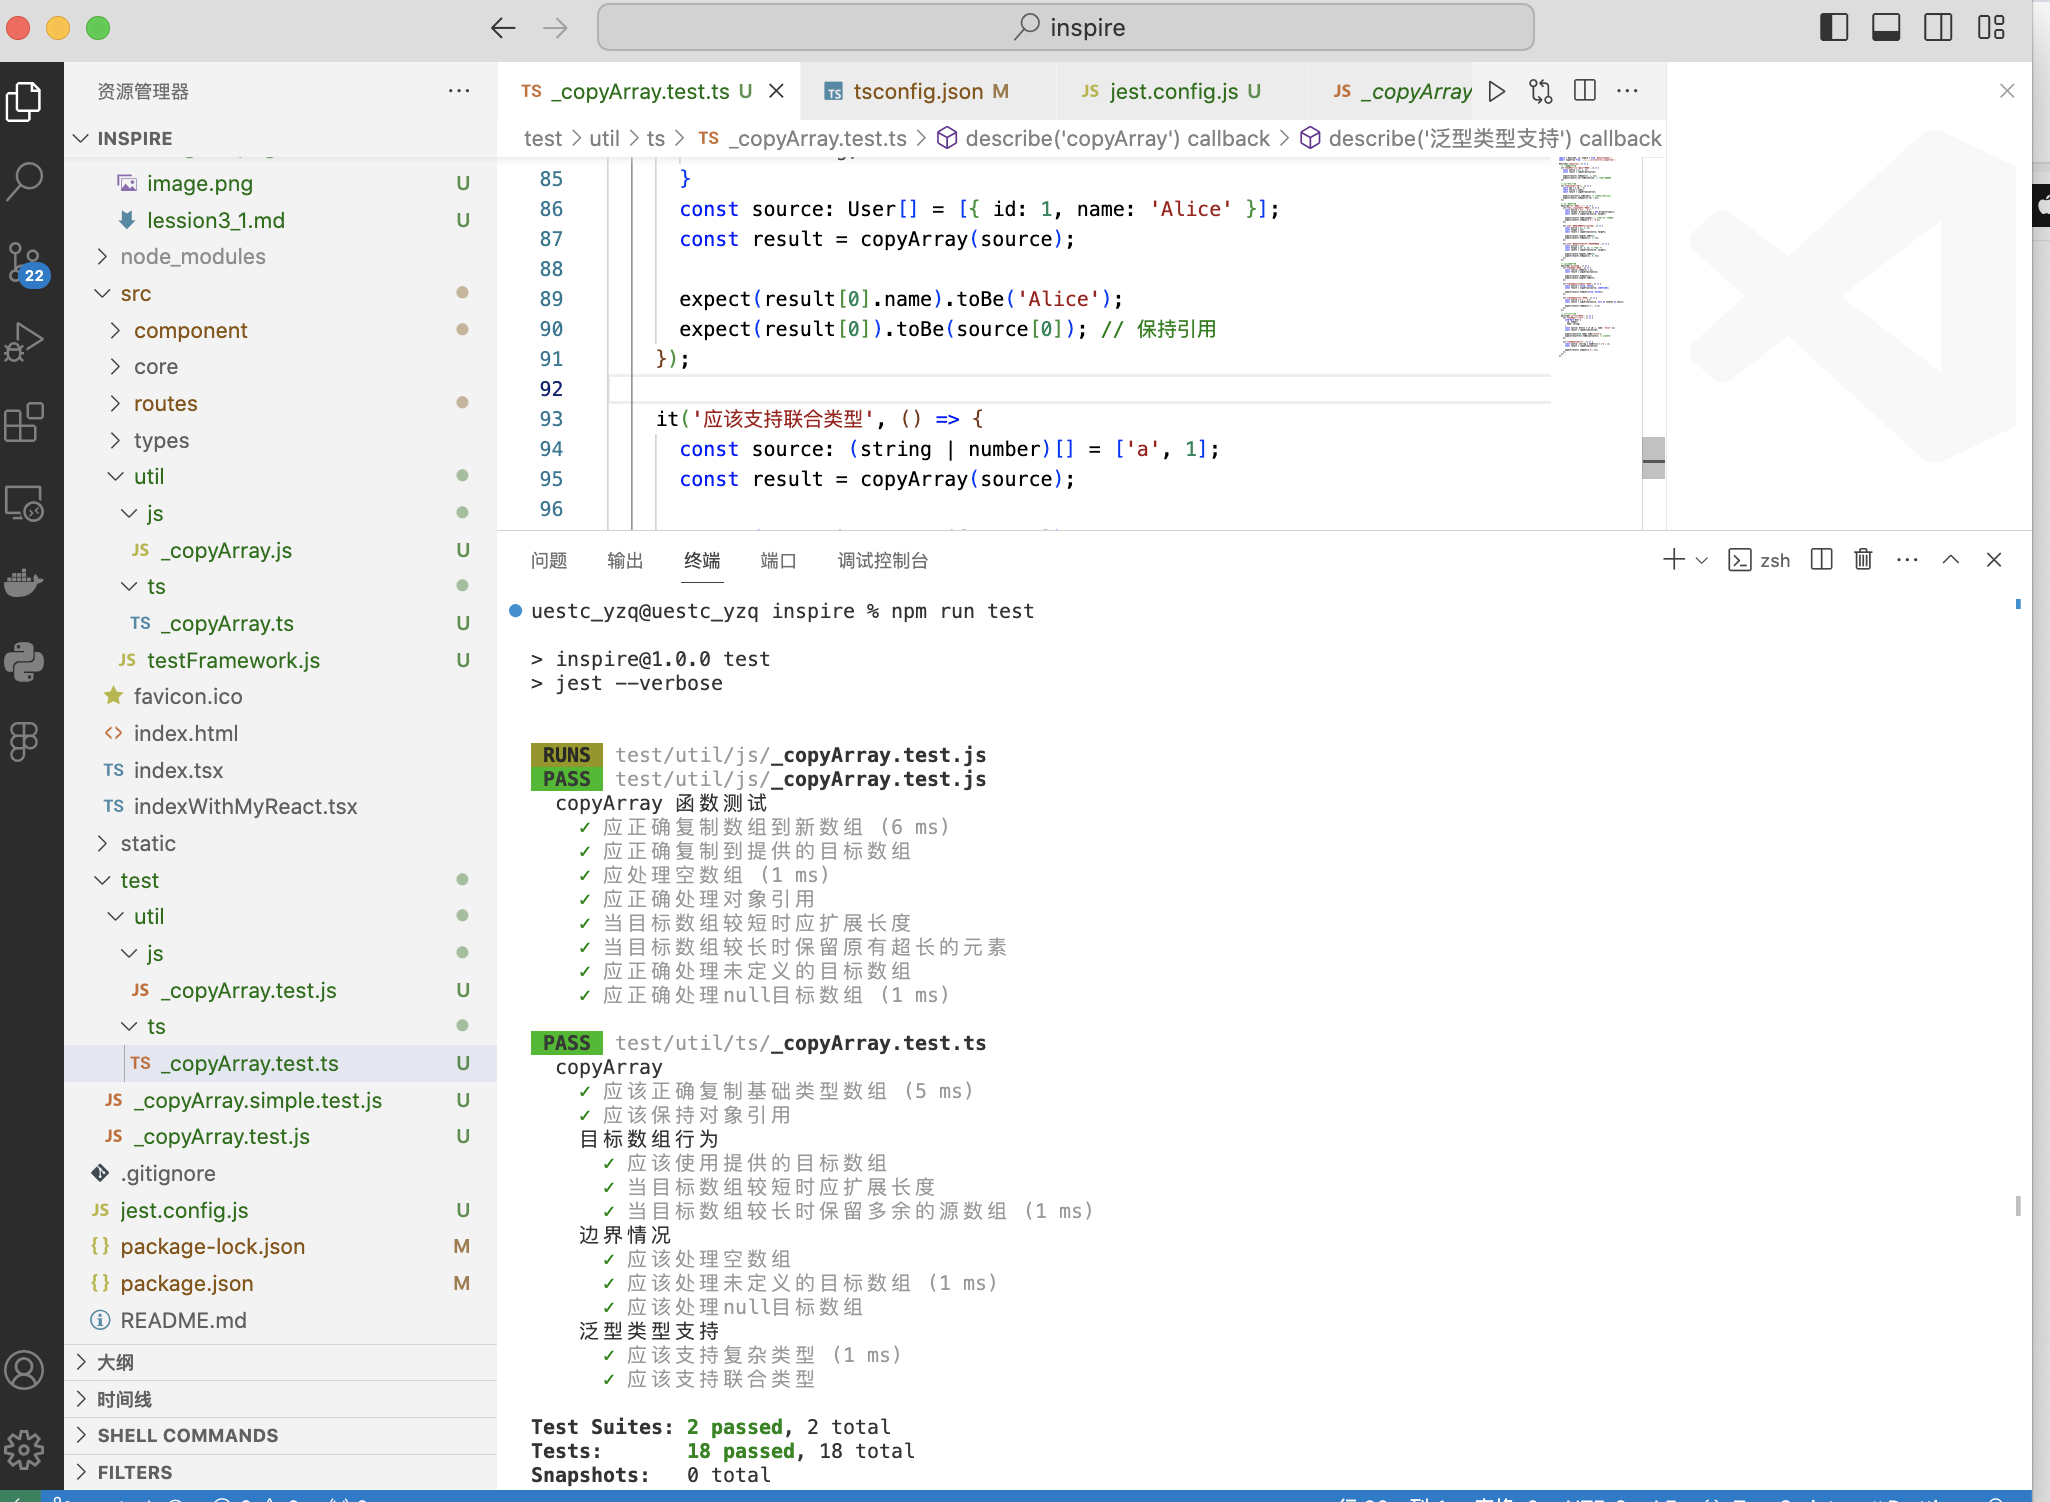 inspire
资源管理器
INSPIRE
image.png U
lession3_1.md U
node_modules
src
component
core
routes
types
util
js
JS _copyArray.js U
ts
TS _copyArray.ts U
JS testFramework.js U
favicon.ico
<> index.html
TS index.tsx
TS indexWithMyReact.tsx
static
test
util
js
JS _copyArray.test.js U
ts
TS _copyArray.test.ts U
JS _copyArray.simple.test.js U
JS _copyArray.test.js U
.gitignore
JS jest.config.js U
{} package-lock.json M
{} package.json M
README.md
大纲
时间线
SHELL COMMANDS
FILTERS
22
TS _copyArray.test.ts U
TS tsconfig.json M
JS jest.config.js U
JS _copyArray
test > util > ts > TS _copyArray.test.ts > describe('copyArray') callback > describe('泛型类型支持') callback
85 }
86 const source: User[] = [{ id: 1, name: 'Alice' }];
87 const result = copyArray(source);
88
89 expect(result[0].name).toBe('Alice');
90 expect(result[0]).toBe(source[0]); // 保持引用
91 });
92
93 it('应该支持联合类型', () => {
94 const source: (string | number)[] = ['a', 1];
95 const result = copyArray(source);
96
问题 输出 终端 端口 调试控制台
zsh
uestc_yzq@uestc_yzq inspire % npm run test
> inspire@1.0.0 test
> jest --verbose
RUNS test/util/js/_copyArray.test.js
PASS test/util/js/_copyArray.test.js
copyArray 函数测试
✓ 应正确复制数组到新数组 (6 ms)
✓ 应正确复制到提供的目标数组
✓ 应处理空数组 (1 ms)
✓ 应正确处理对象引用
✓ 当目标数组较短时应扩展长度
✓ 当目标数组较长时保留原有超长的元素
✓ 应正确处理未定义的目标数组
✓ 应正确处理null目标数组 (1 ms)
PASS test/util/ts/_copyArray.test.ts
copyArray
✓ 应该正确复制基础类型数组 (5 ms)
✓ 应该保持对象引用
目标数组行为
✓ 应该使用提供的目标数组
✓ 当目标数组较短时应扩展长度
✓ 当目标数组较长时保留多余的源数组 (1 ms)
边界情况
✓ 应该处理空数组
✓ 应该处理未定义的目标数组 (1 ms)
✓ 应该处理null目标数组
泛型类型支持
✓ 应该支持复杂类型 (1 ms)
✓ 应该支持联合类型
Test Suites: 2 passed, 2 total
Tests: 18 passed, 18 total
Snapshots: 0 total